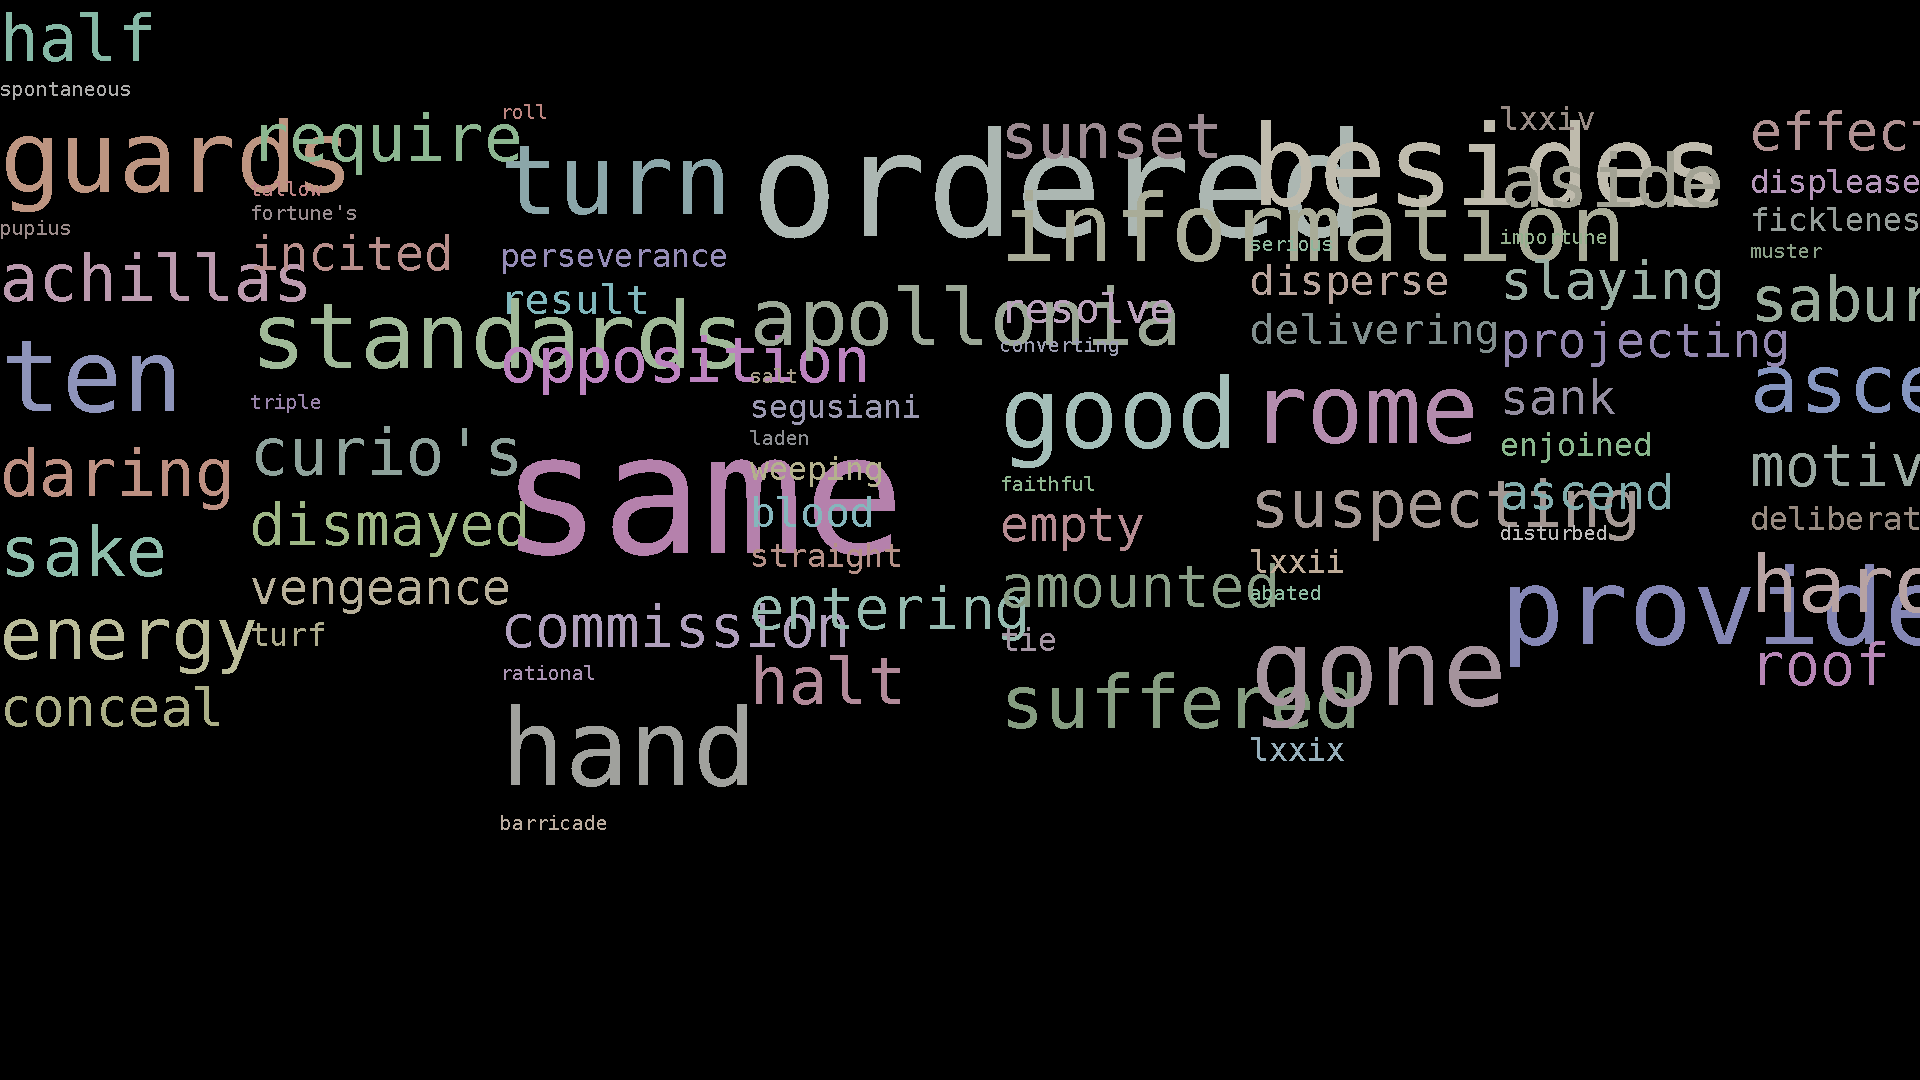 half
spontaneous
guards
pupius
achillas
ten
daring
sake
energy
conceal
require
tallow
fortune's
incited
standards
triple
curio's
dismayed
vengeance
turf
roll
turn
perseverance
result
opposition
same
commission
rational
hand
barricade
ordered
apollonia
salt
segusiani
laden
weeping
blood
straight
entering
halt
sunset
information
resolve
converting
good
faithful
empty
amounted
tie
suffered
besides
serious
disperse
delivering
rome
suspecting
lxxii
abated
gone
lxxix
lxxiv
aside
importune
slaying
projecting
sank
enjoined
ascend
disturbed
provide
effect
displease
ficklenes
muster
sabur
asce
motiv
deliberat
hard
roof